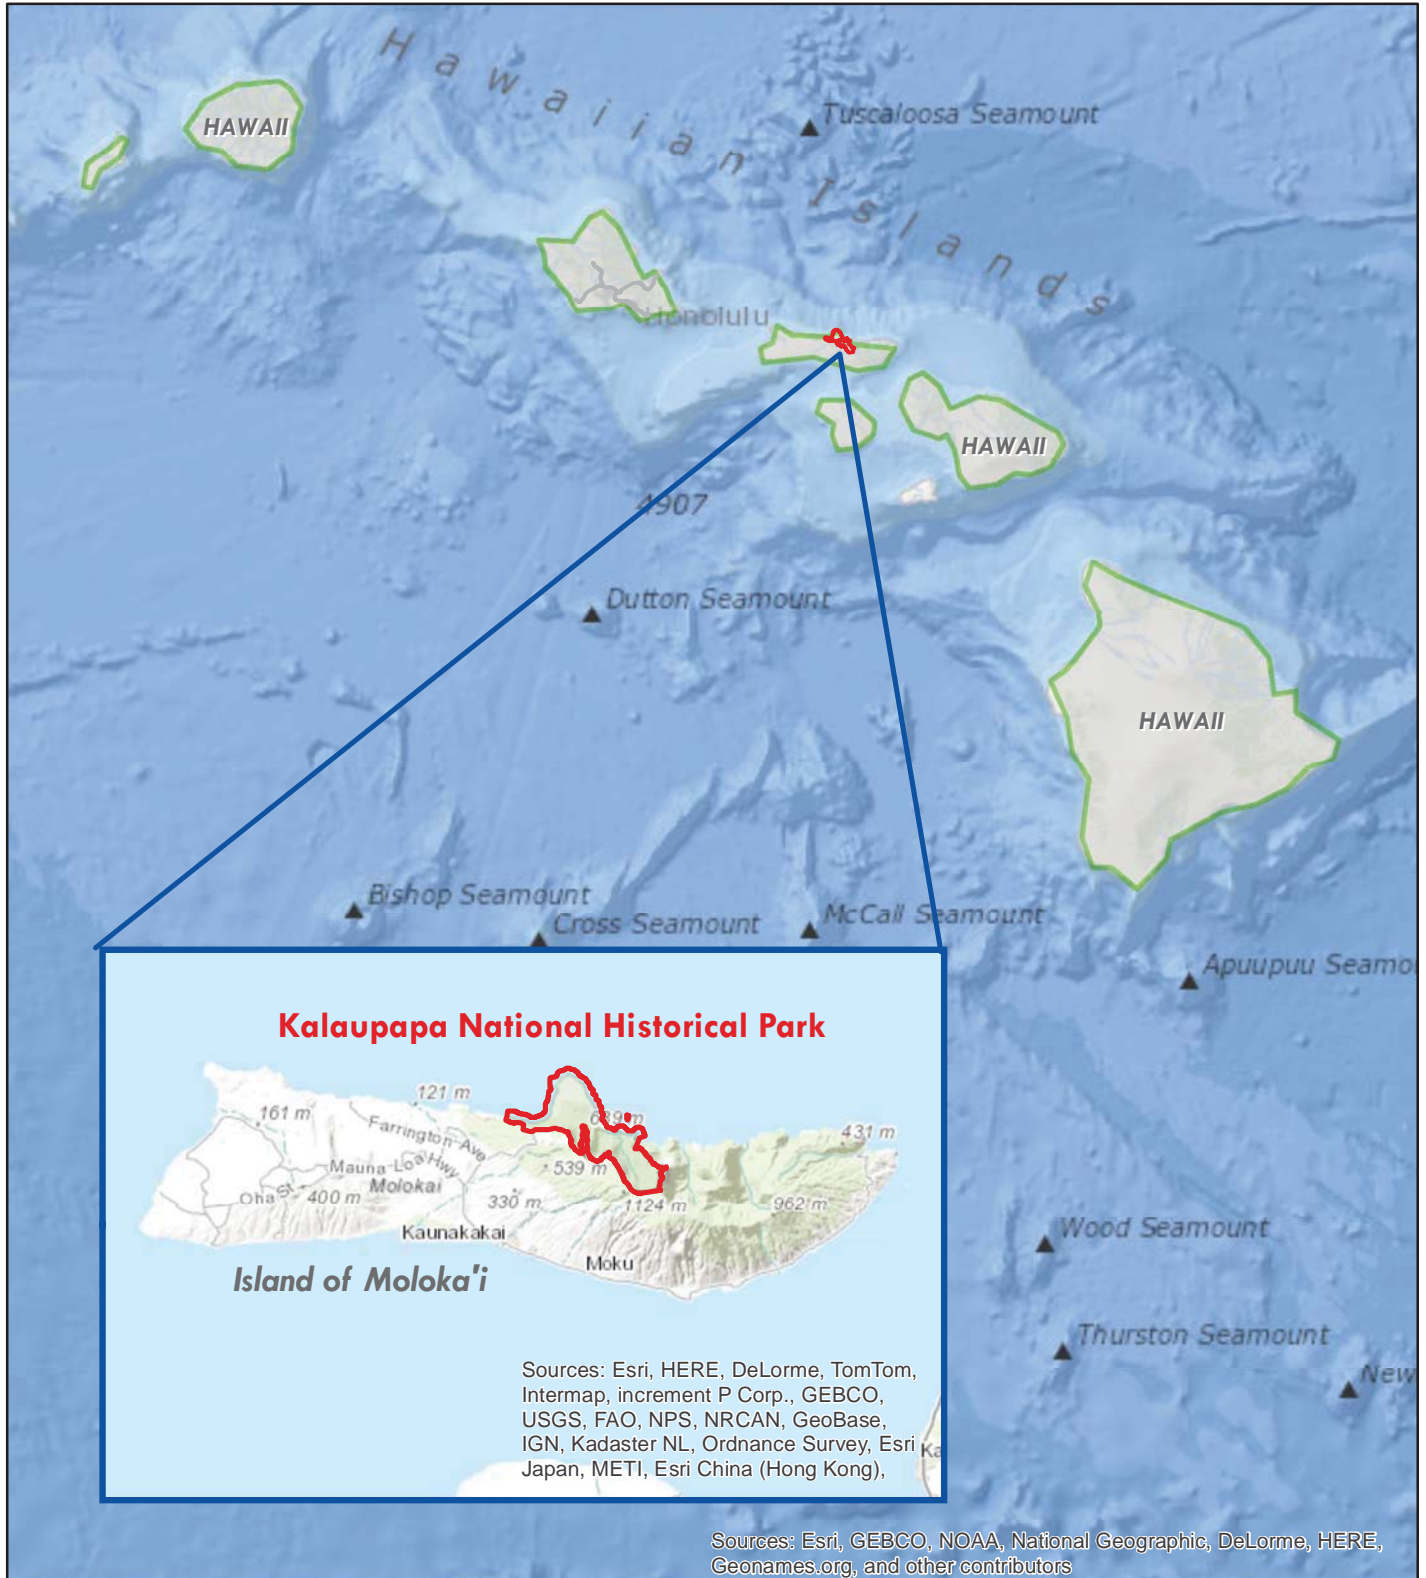 Hawaiian Islands
HAWAII
Tuscaloosa Seamount
Honolulu
HAWAII
4907
Dutton Seamount
HAWAII
Bishop Seamount
Cross Seamount
McCall Seamount
Apuupuu Seamo
Kalaupapa National Historical Park
121 m
161 m
Farrington Ave
689 m
431 m
Mauna-Loa Hwy
539 m
Molokai
Oha St
400 m
330 m
1124 m
962 m
Kaunakakai
Moku
Island of Moloka'i
Wood Seamount
Thurston Seamount
New
Sources: Esri, HERE, DeLorme, TomTom,
Intermap, increment P Corp., GEBCO,
USGS, FAO, NPS, NRCAN, GeoBase,
IGN, Kadaster NL, Ordnance Survey, Esri
Japan, METI, Esri China (Hong Kong),
Ka
Sources: Esri, GEBCO, NOAA, National Geographic, DeLorme, HERE,
Geonames.org, and other contributors